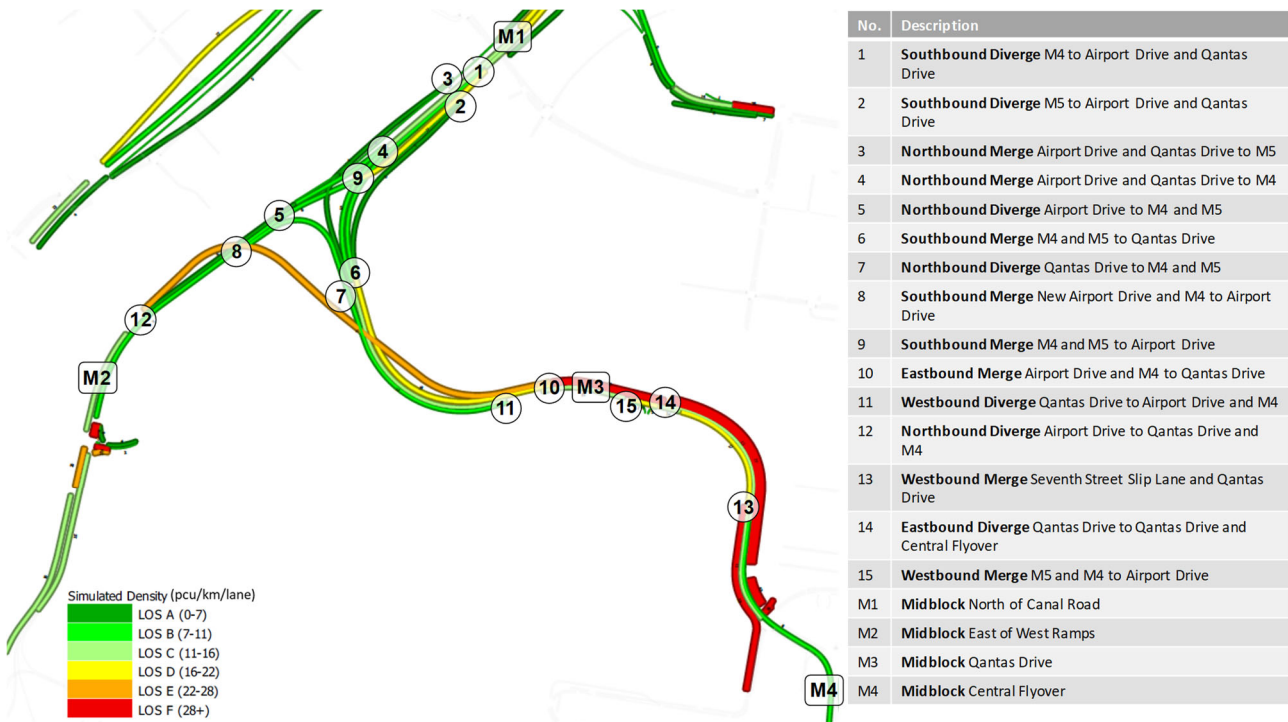 M1
3
1
2
4
9
5
8
6
7
12
M2
10
M3
11
15
14
13
M4
Simulated Density (pcu/km/lane)
LOS A (0-7)
LOS B (7-11)
LOS C (11-16)
LOS D (16-22)
LOS E (22-28)
LOS F (28+)
No. Description
1 Southbound Diverge M4 to Airport Drive and Qantas
Drive
2 Southbound Diverge M5 to Airport Drive and Qantas
Drive
3 Northbound Merge Airport Drive and Qantas Drive to M5
4 Northbound Merge Airport Drive and Qantas Drive to M4
5 Northbound Diverge Airport Drive to M4 and M5
6 Southbound Merge M4 and M5 to Qantas Drive
7 Northbound Diverge Qantas Drive to M4 and M5
8 Southbound Merge New Airport Drive and M4 to Airport
Drive
9 Southbound Merge M4 and M5 to Airport Drive
10 Eastbound Merge Airport Drive and M4 to Qantas Drive
11 Westbound Diverge Qantas Drive to Airport Drive and M4
12 Northbound Diverge Airport Drive to Qantas Drive and
M4
13 Westbound Merge Seventh Street Slip Lane and Qantas
Drive
14 Eastbound Diverge Qantas Drive to Qantas Drive and
Central Flyover
15 Westbound Merge M5 and M4 to Airport Drive
M1 Midblock North of Canal Road
M2 Midblock East of West Ramps
M3 Midblock Qantas Drive
M4 Midblock Central Flyover